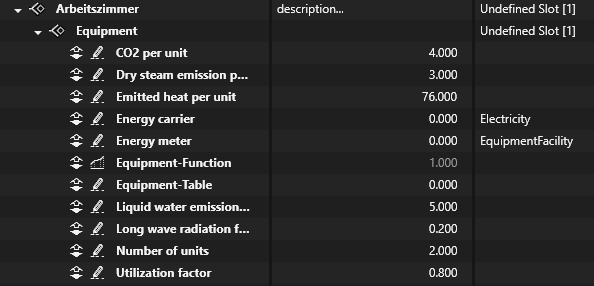 Arbeitszimmer description... Undefined Slot [1]
Equipment Undefined Slot [1]
CO2 per unit 4.000
Dry steam emission p... 3.000
Emitted heat per unit 76.000
Energy carrier 0.000 Electricity
Energy meter 0.000 EquipmentFacility
Equipment-Function 1.000
Equipment-Table 0.000
Liquid water emission... 5.000
Long wave radiation f... 0.200
Number of units 2.000
Utilization factor 0.800